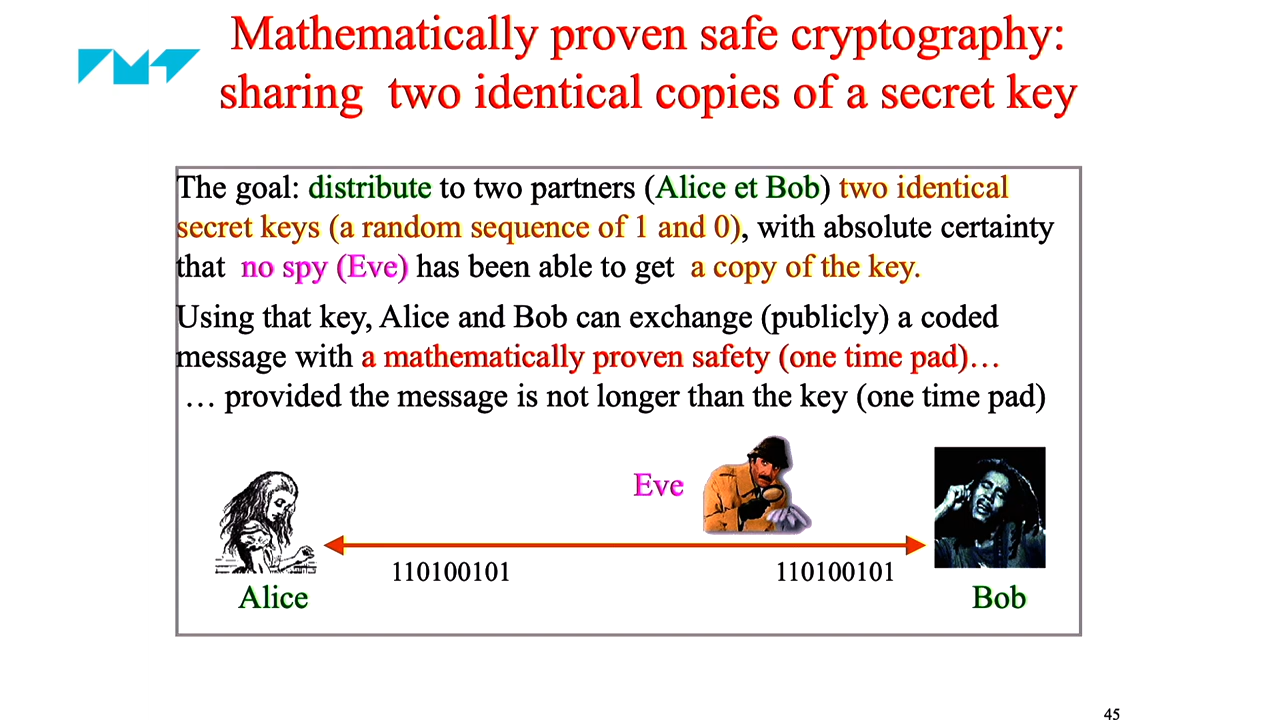 Mathematically proven safe cryptography:
sharing two identical copies of a secret key
The goal: distribute to two partners (Alice et Bob) two identical
secret keys (a random sequence of 1 and 0), with absolute certainty
that no spy (Eve) has been able to get a copy of the key.
Using that key, Alice and Bob can exchange (publicly) a coded
message with a mathematically proven safety (one time pad)…
… provided the message is not longer than the key (one time pad)
Eve
110100101
110100101
Alice
Bob
45